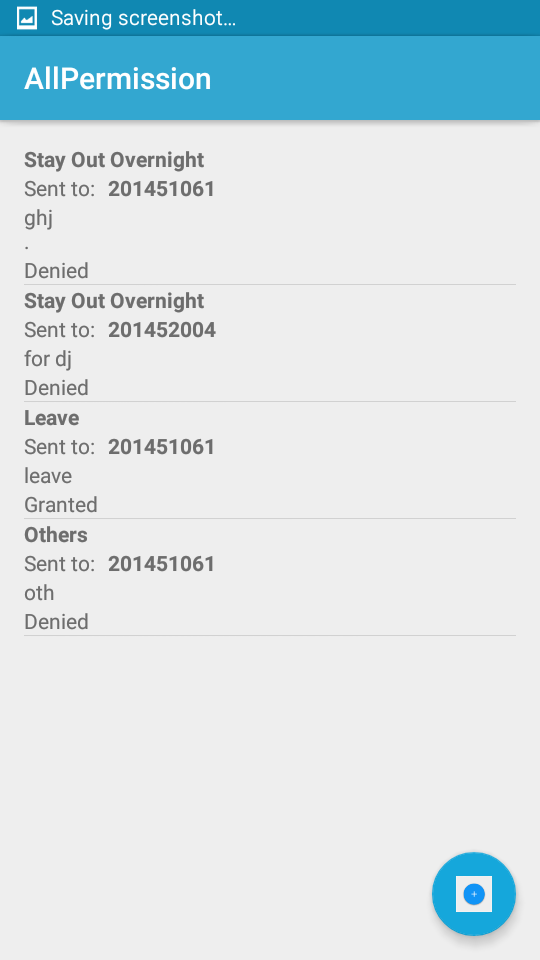 Saving screenshot...
AllPermission
Stay Out Overnight
Sent to: 201451061
ghj
.
Denied
Stay Out Overnight
Sent to: 201452004
for dj
Denied
Leave
Sent to: 201451061
leave
Granted
Others
Sent to: 201451061
oth
Denied